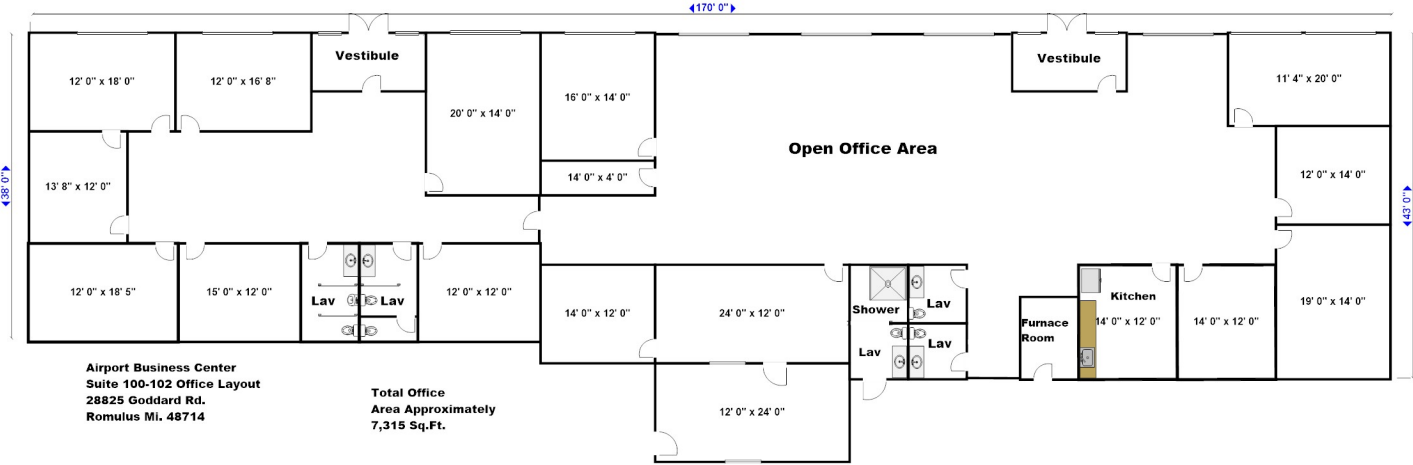 170' 0"
Vestibule
Vestibule
12' 0" x 18' 0"
12' 0" x 16' 8"
11' 4" x 20' 0"
16' 0" x 14' 0"
20' 0" x 14' 0"
Open Office Area
38' 0"
13' 8" x 12' 0"
14' 0" x 4' 0"
12' 0" x 14' 0"
43' 0"
12' 0" x 18' 5"
15' 0" x 12' 0"
Lav
Lav
12' 0" x 12' 0"
14' 0" x 12' 0"
24' 0" x 12' 0"
Shower
Lav
Lav
Lav
Furnace
Room
Kitchen
14' 0" x 12' 0"
14' 0" x 12' 0"
19' 0" x 14' 0"
12' 0" x 24' 0"
Airport Business Center
Suite 100-102 Office Layout
28825 Goddard Rd.
Romulus Mi. 48714
Total Office
Area Approximately
7,315 Sq.Ft.